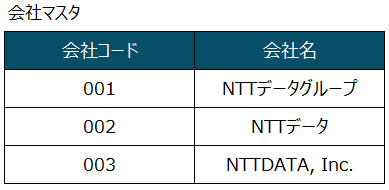 会社マスタ
会社コード 会社名
001 NTTデータグループ
002 NTTデータ
003 NTTDATA, Inc.